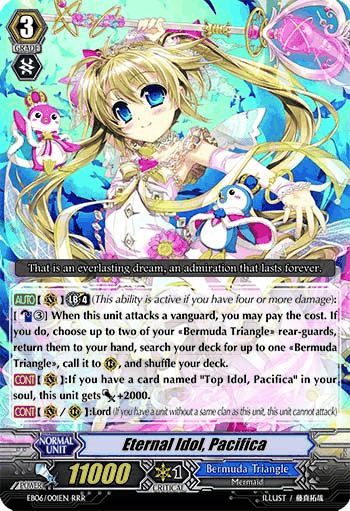 3
GRADE
That is an everlasting dream, an admiration that lasts forever.
AUTO [ ] LB4 (This ability is active if you have four or more damage):
[ ③] When this unit attacks a vanguard, you may pay the cost. If
you do, choose up to two of your «Bermuda Triangle» rear-guards,
return them to your hand, search your deck for up to one «Bermuda
Triangle», call it to , and shuffle your deck.
CONT [ ]:If you have a card named "Top Idol, Pacifica" in your
soul, this unit gets +2000.
CONT [ / ]:Lord (If you have a unit without a same clan as this unit, this unit cannot attack)
NORMAL
UNIT
Eternal Idol, Pacifica
POWER 11000 1 CRITICAL
Bermuda Triangle
Mermaid
EB06/001EN RRR
ILLUST / 藤真拓哉